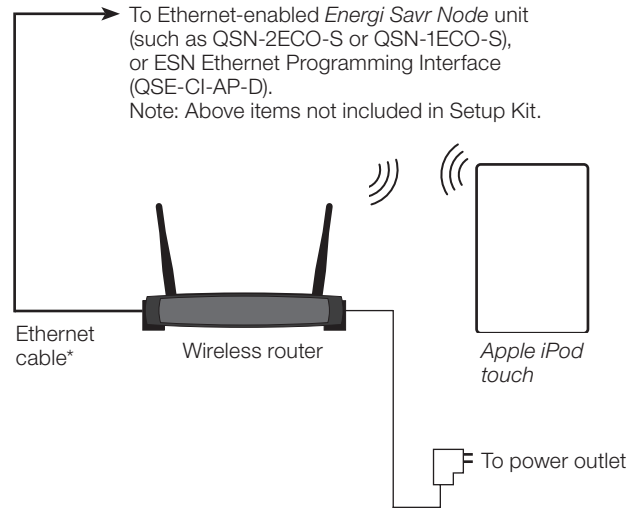 To Ethernet-enabled Energi Savr Node unit
(such as QSN-2ECO-S or QSN-1ECO-S),
or ESN Ethernet Programming Interface
(QSE-CI-AP-D).
Note: Above items not included in Setup Kit.
Ethernet
cable*
Wireless router
Apple iPod
touch
To power outlet